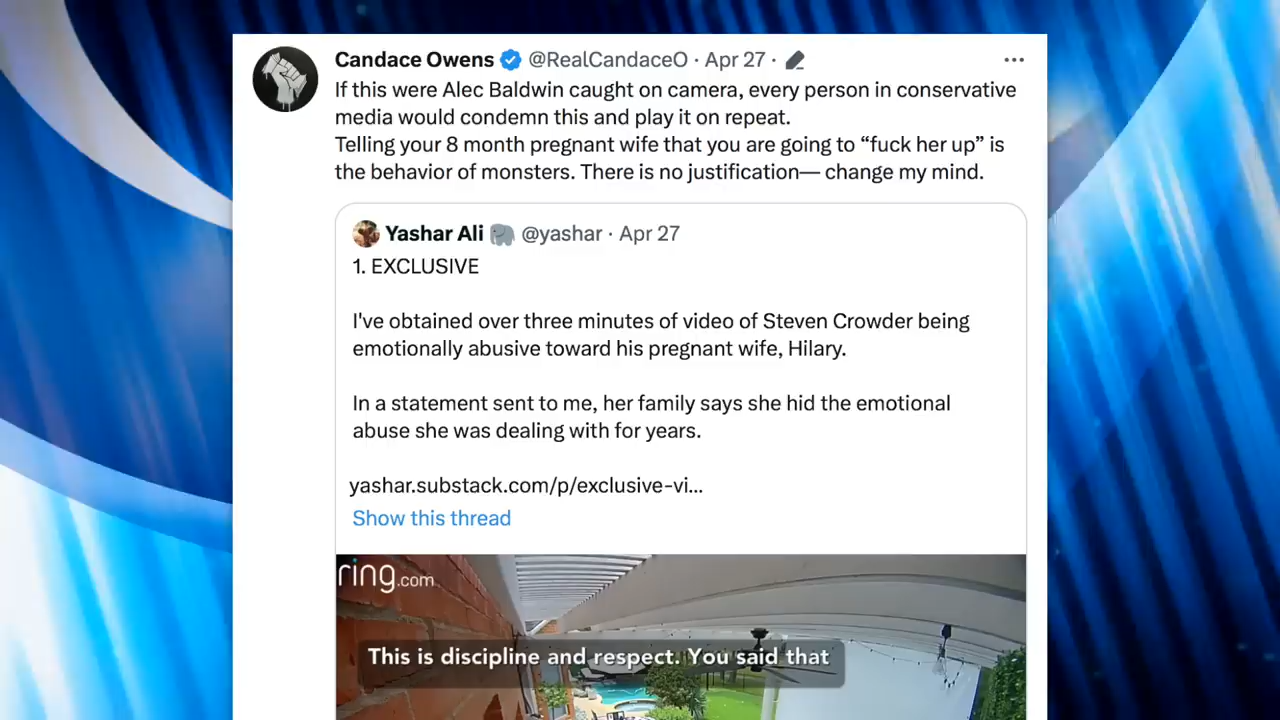 Candace Owens @RealCandaceO · Apr 27 ·
If this were Alec Baldwin caught on camera, every person in conservative
media would condemn this and play it on repeat.
Telling your 8 month pregnant wife that you are going to “fuck her up” is
the behavior of monsters. There is no justification— change my mind.
Yashar Ali @yashar · Apr 27
1. EXCLUSIVE
I've obtained over three minutes of video of Steven Crowder being
emotionally abusive toward his pregnant wife, Hilary.
In a statement sent to me, her family says she hid the emotional
abuse she was dealing with for years.
yashar.substack.com/p/exclusive-vi...
Show this thread
ring.com
This is discipline and respect. You said that